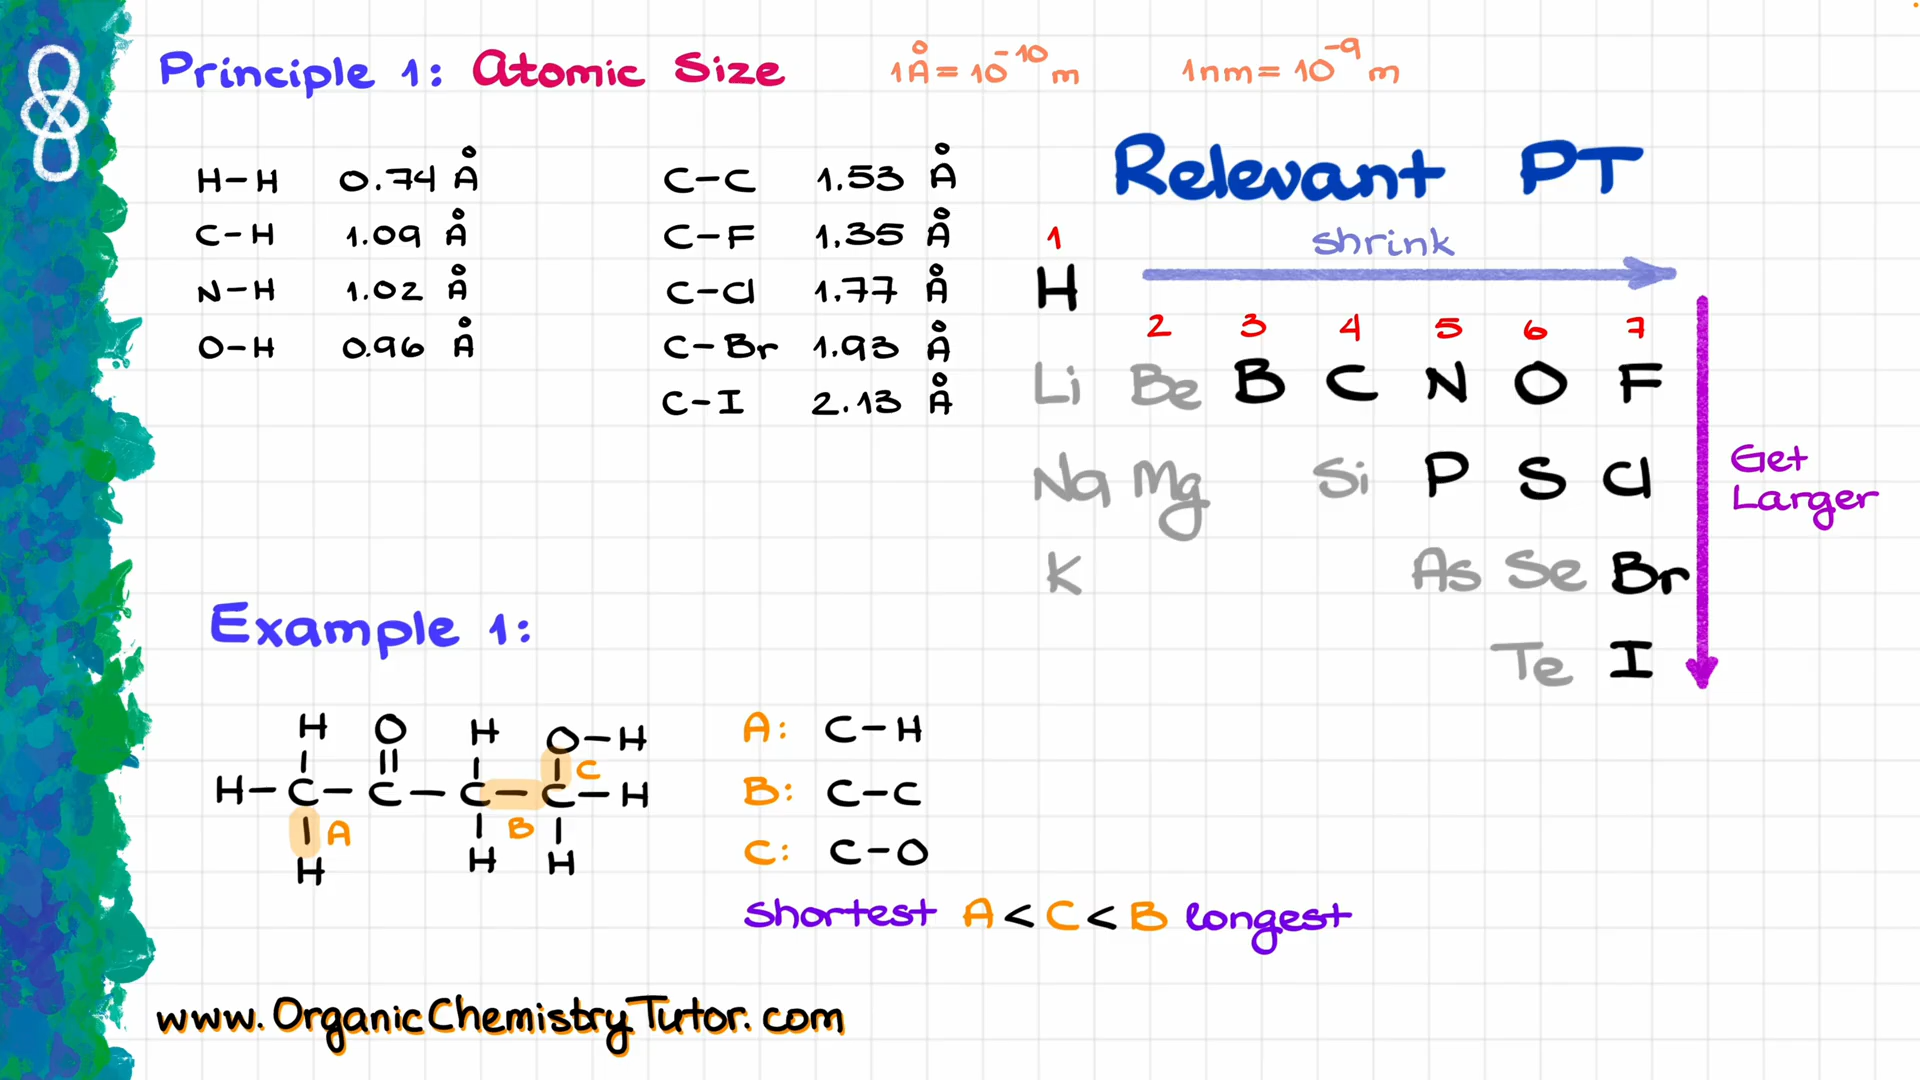 Principle 1: Atomic Size
1Å = 10⁻¹⁰ m
1nm = 10⁻⁹ m
H-H 0.74 Å
C-H 1.09 Å
N-H 1.02 Å
O-H 0.96 Å
C-C 1.53 Å
C-F 1.35 Å
C-Cl 1.77 Å
C-Br 1.93 Å
C-I 2.13 Å
Relevant PT
shrink
1
H
2 3 4 5 6 7
Li Be B C N O F
Na Mg Si P S Cl
K As Se Br
Te I
Get
Larger
Example 1:
H O H O-H
H-C-C-C-C-H
A B C
H H H
A: C-H
B: C-C
C: C-O
shortest A < C < B longest
www.OrganicChemistryTutor.com